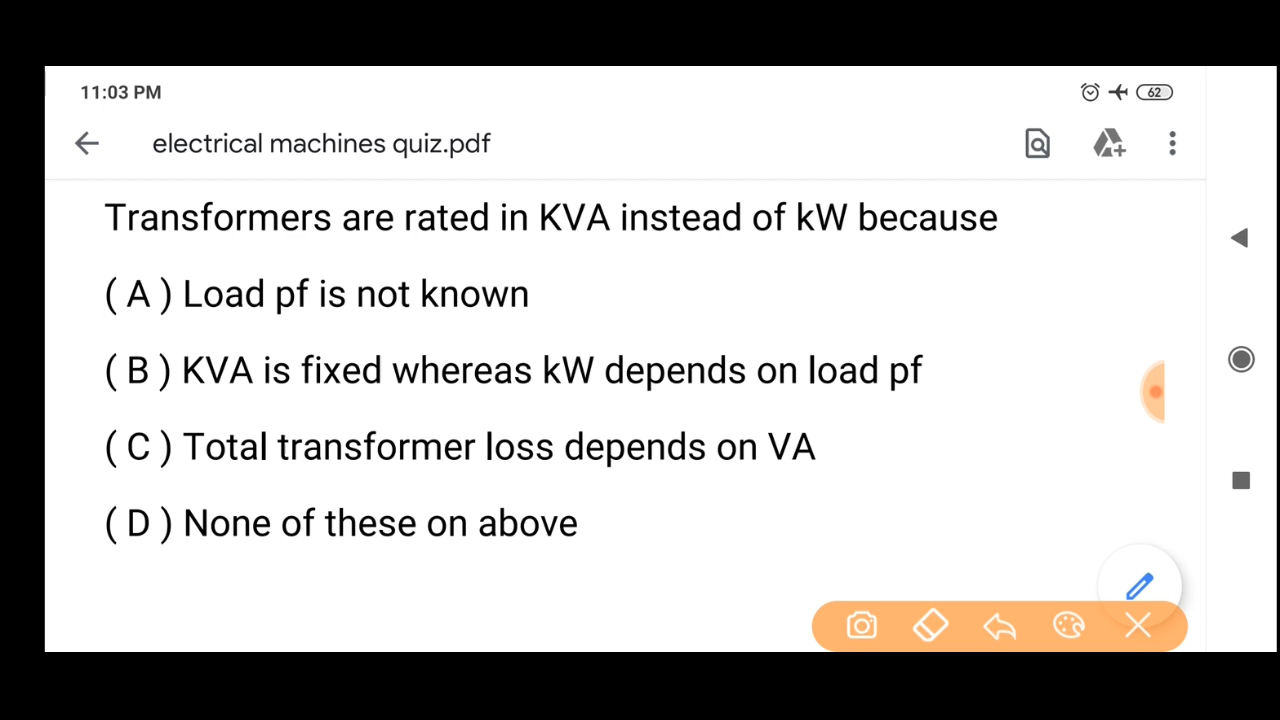 11:03 PM
62
electrical machines quiz.pdf
Transformers are rated in KVA instead of kW because
( A ) Load pf is not known
( B ) KVA is fixed whereas kW depends on load pf
( C ) Total transformer loss depends on VA
( D ) None of these on above